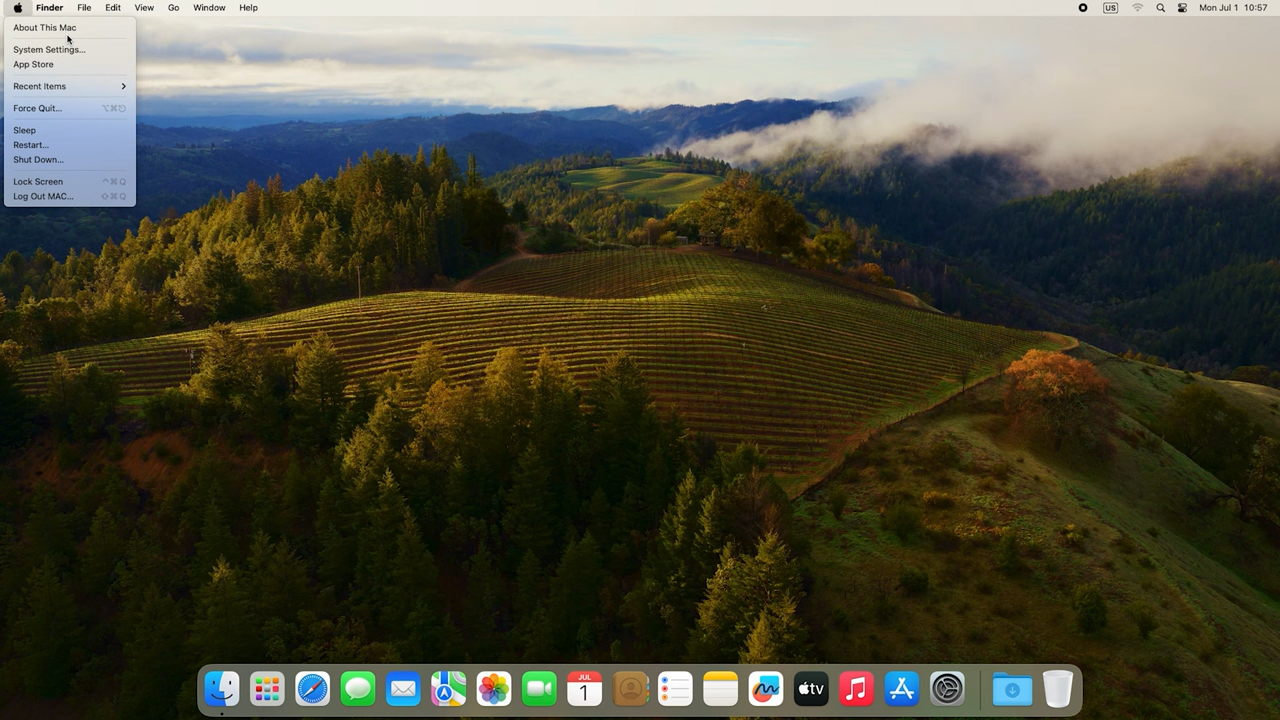 Finder File Edit View Go Window Help US Mon Jul 1 10:57
About This Mac
System Settings...
App Store
Recent Items
Force Quit... ⌥⌘⎋
Sleep
Restart...
Shut Down...
Lock Screen ^⌘Q
Log Out MAC... ⇧⌘Q
JUL
1
tv